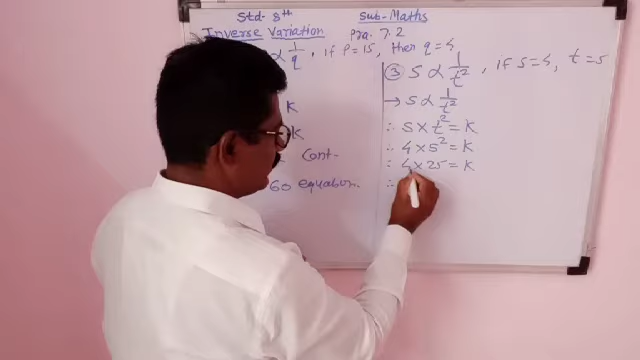 Std- 8th Sub- Maths
Inverse Variation Pra. 7.2
∝ 1/q, if P=15, then q=4
K
K
Cont-
60 equation.
③ S ∝ 1/t², if S=4, t=5
→ S ∝ 1/t²
∴ S × t² = K
∴ 4 × 5² = K
∴ 4 × 25 = K
∴